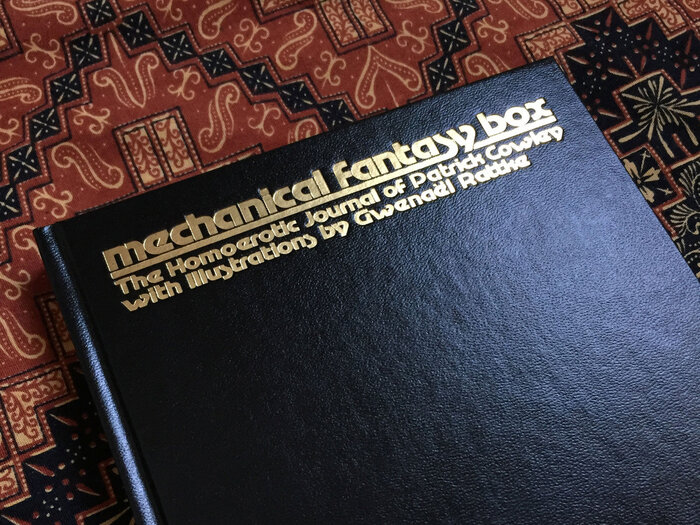 mechanical fantasy box
The Homoerotic Journal of Patrick Cowley
with Illustrations by Gwenaël Rattke